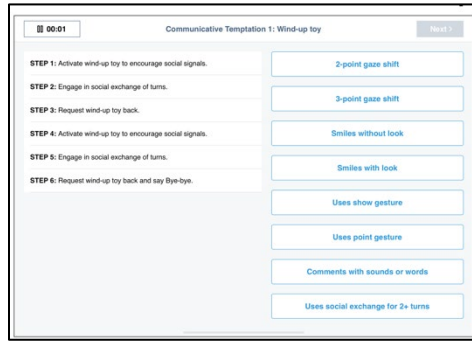 00:01
Communicative Temptation 1: Wind-up toy
Next >
STEP 1: Activate wind-up toy to encourage social signals.
STEP 2: Engage in social exchange of turns.
STEP 3: Request wind-up toy back.
STEP 4: Activate wind-up toy to encourage social signals.
STEP 5: Engage in social exchange of turns.
STEP 6: Request wind-up toy back and say Bye-bye.
2-point gaze shift
3-point gaze shift
Smiles without look
Smiles with look
Uses show gesture
Uses point gesture
Comments with sounds or words
Uses social exchange for 2+ turns